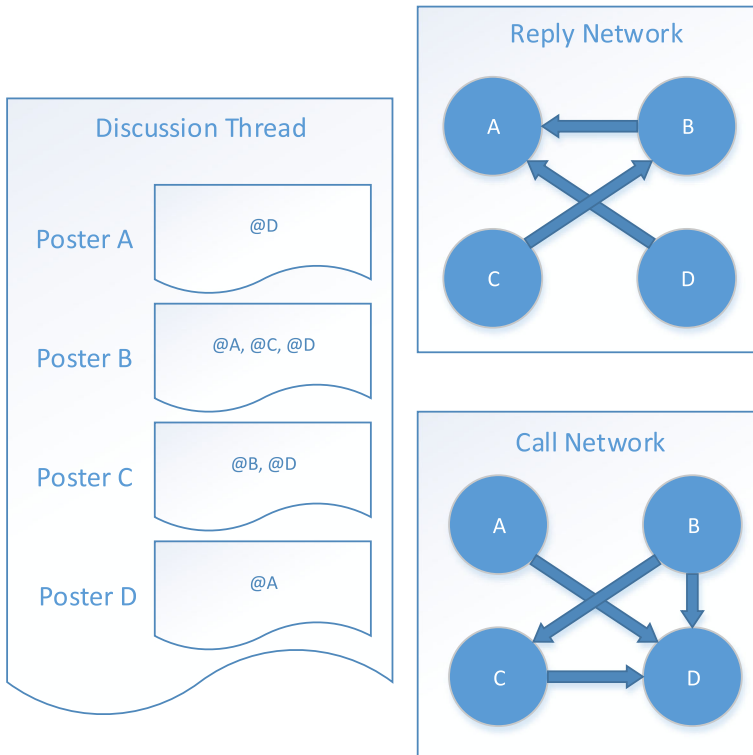 Discussion Thread
Poster A
@D
Poster B
@A, @C, @D
Poster C
@B, @D
Poster D
@A
Reply Network
A
B
C
D
Call Network
A
B
C
D